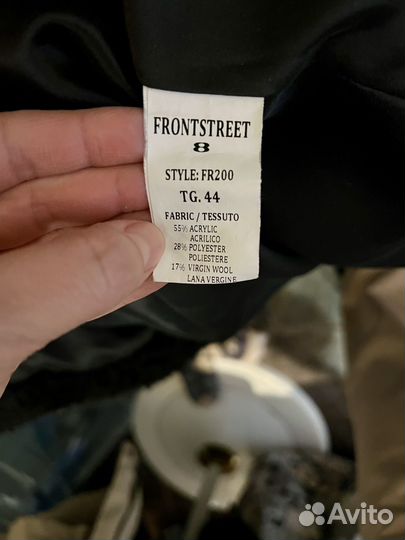 FRONTSTREET
8
STYLE: FR200
TG. 44
FABRIC / TESSUTO
55% ACRYLIC
ACRILICO
28% POLYESTER
POLIESTERE
17% VIRGIN WOOL
LANA VERGINE
Avito